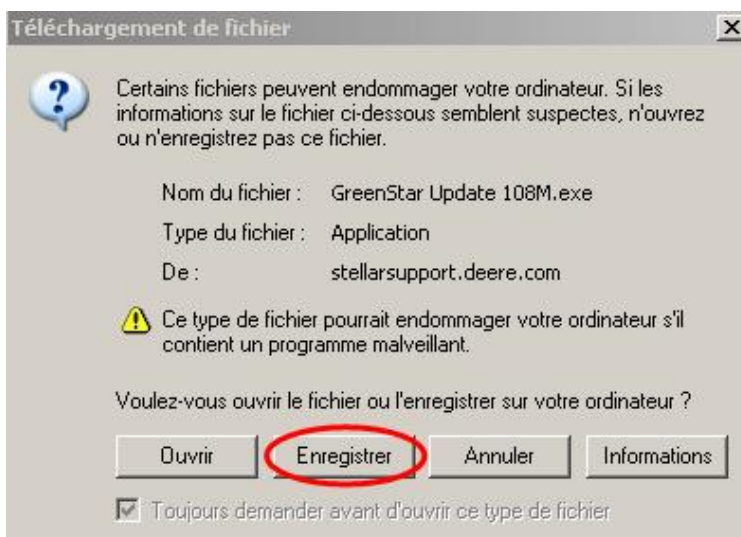 Téléchargement de fichier
Certains fichiers peuvent endommager votre ordinateur. Si les
informations sur le fichier ci-dessous semblent suspectes, n'ouvrez
ou n'enregistrez pas ce fichier.
Nom du fichier : GreenStar Update 108M.exe
Type du fichier : Application
De : stellarsupport.deere.com
Ce type de fichier pourrait endommager votre ordinateur s'il
contient un programme malveillant.
Voulez-vous ouvrir le fichier ou l'enregistrer sur votre ordinateur ?
Ouvrir Enregistrer Annuler Informations
Toujours demander avant d'ouvrir ce type de fichier